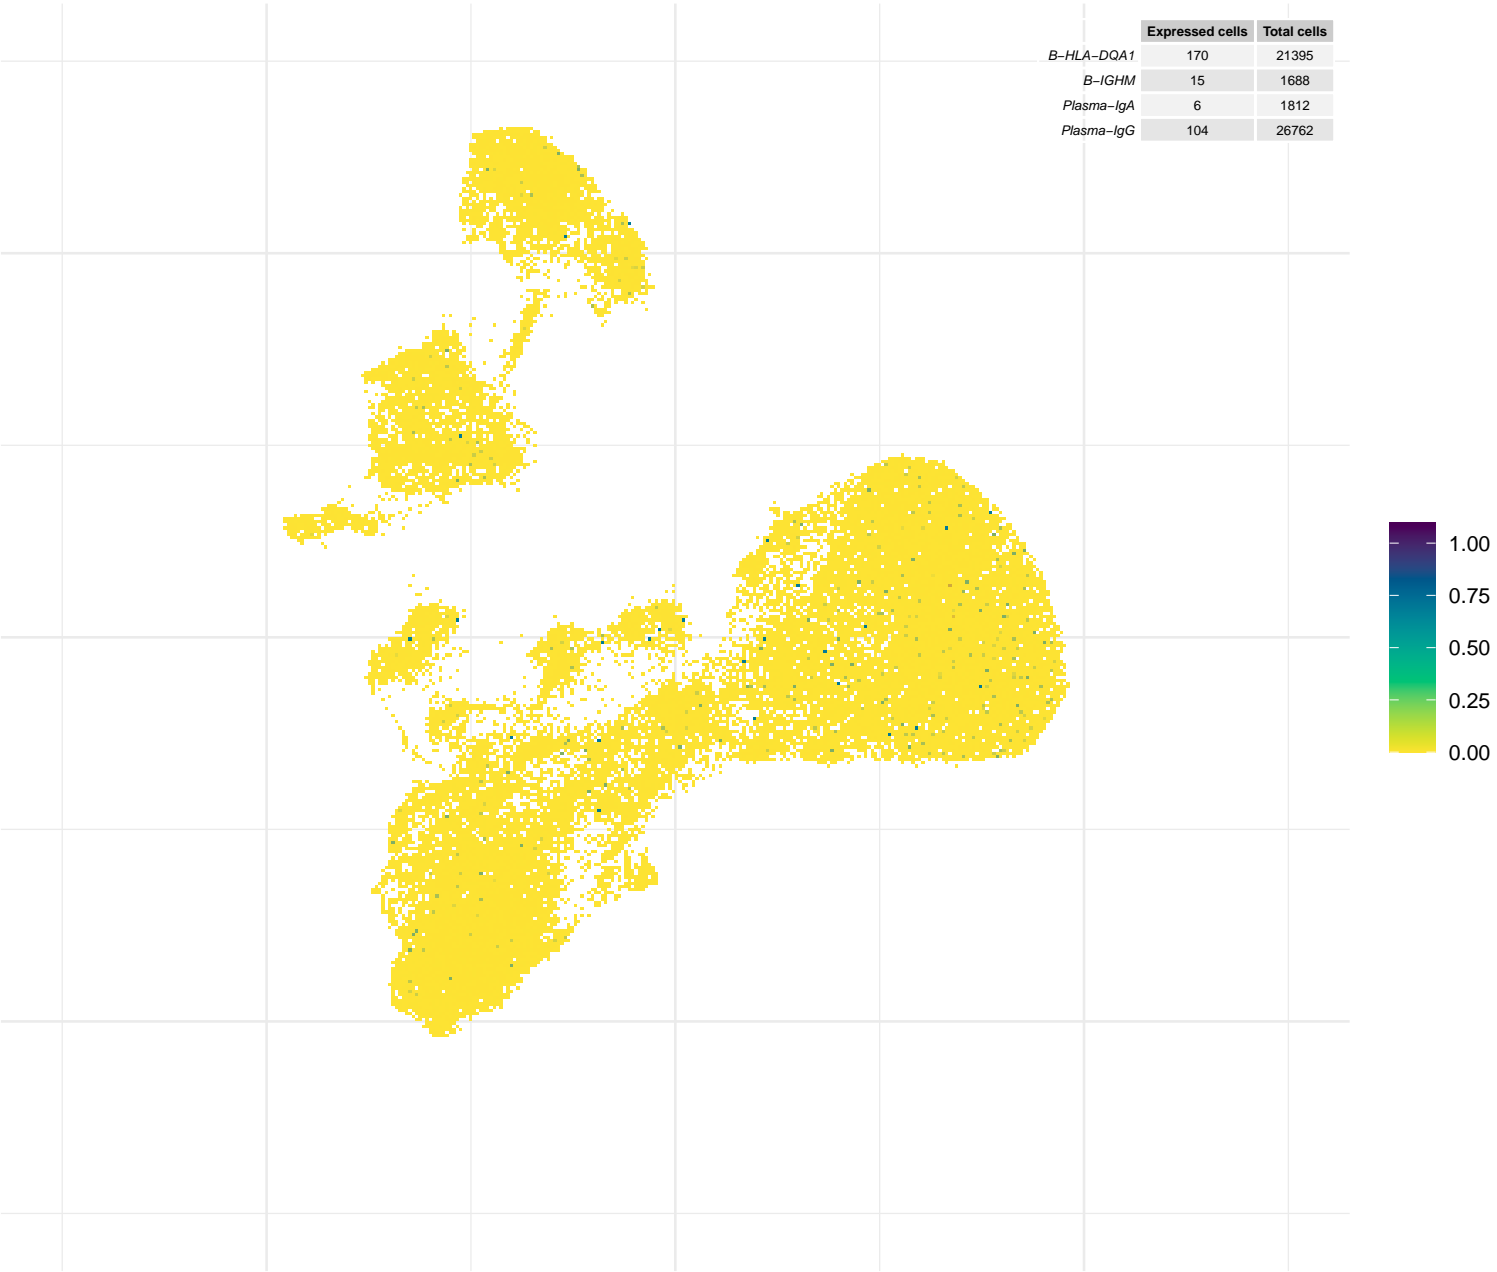 Expressed cells Total cells
B−HLA−DQA1 170 21395
B−IGHM 15 1688
Plasma−IgA 6 1812
Plasma−IgG 104 26762
1.00
0.75
0.50
0.25
0.00